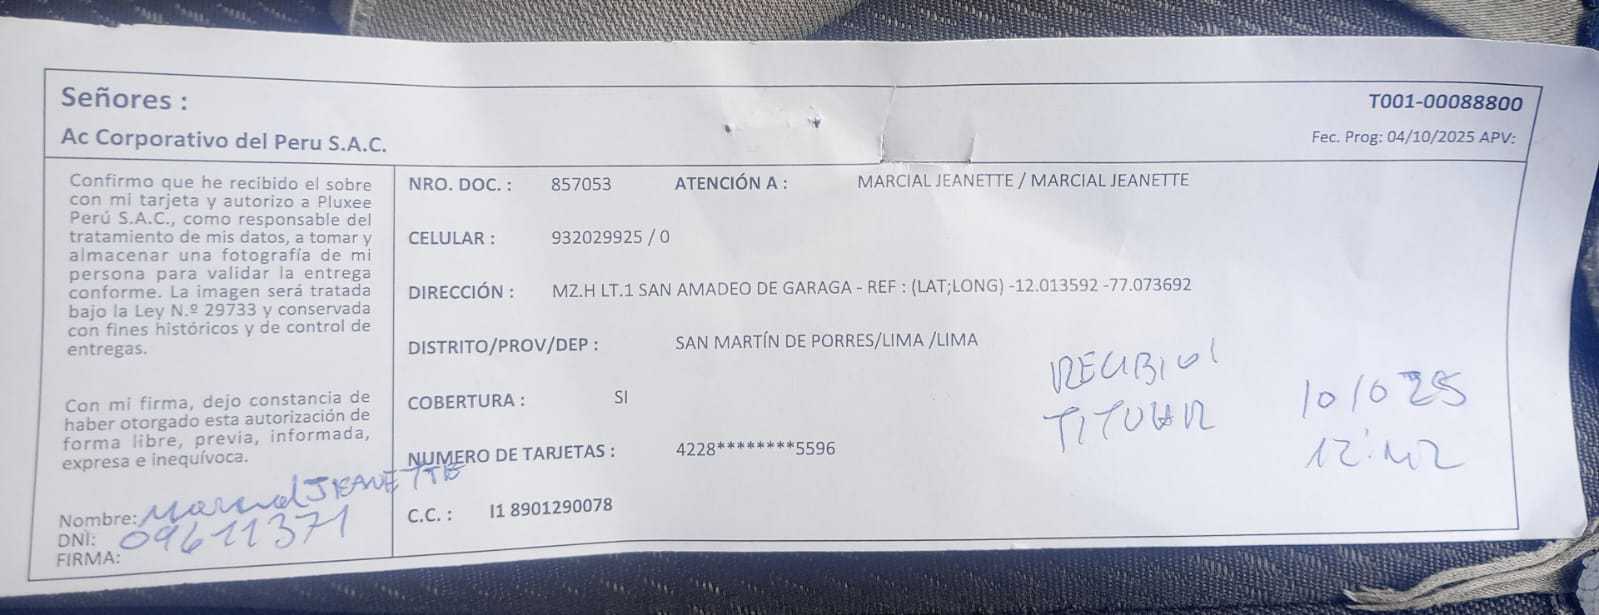 Señores :
Ac Corporativo del Peru S.A.C.
T001-00088800
Fec. Prog: 04/10/2025 APV:
Confirmo que he recibido el sobre
con mi tarjeta y autorizo a Pluxee
Perú S.A.C., como responsable del
tratamiento de mis datos, a tomar y
almacenar una fotografía de mi
persona para validar la entrega
conforme. La imagen será tratada
bajo la Ley N.º 29733 y conservada
con fines históricos y de control de
entregas.
Con mi firma, dejo constancia de
haber otorgado esta autorización de
forma libre, previa, informada,
expresa e inequívoca.
Nombre: Marcial JEANETTE
DNI: 09611371
FIRMA:
NRO. DOC. : 857053 ATENCIÓN A : MARCIAL JEANETTE / MARCIAL JEANETTE
CELULAR : 932029925 / 0
DIRECCIÓN : MZ.H LT.1 SAN AMADEO DE GARAGA - REF : (LAT;LONG) -12.013592 -77.073692
DISTRITO/PROV/DEP : SAN MARTÍN DE PORRES/LIMA /LIMA
COBERTURA : SI
NUMERO DE TARJETAS : 4228********5596
C.C. : I1 8901290078
RECIBIO
TITULAR